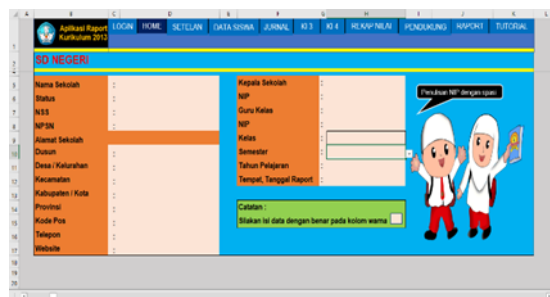 Aplikasi Raport
Kurikulum 2013
LOGIN HOME SETELAN DATA SISWA JURNAL KI 3 KI 4 REKAP NILAI PENDUKUNG RAPORT TUTORIAL
SD NEGERI
Nama Sekolah :
Status :
NSS :
NPSN :
Alamat Sekolah
Dusun :
Desa / Kelurahan :
Kecamatan :
Kabupaten / Kota :
Provinsi :
Kode Pos :
Telepon :
Website :
Kepala Sekolah :
NIP :
Guru Kelas :
NIP :
Kelas :
Semester :
Tahun Pelajaran :
Tempat, Tanggal Raport :
Penulisan NIP dengan spasi
Catatan :
Silakan isi data dengan benar pada kolom warna